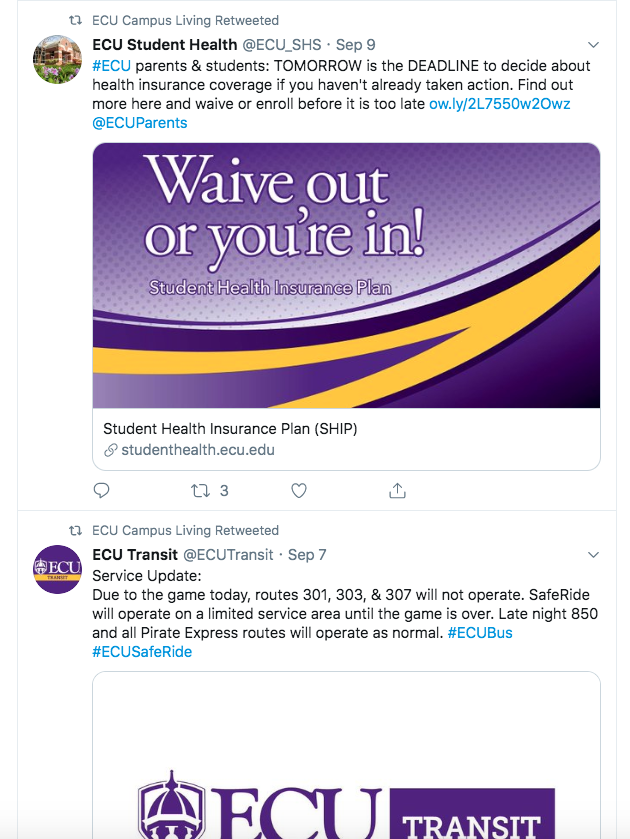 ECU Campus Living Retweeted
ECU Student Health @ECU_SHS · Sep 9
#ECU parents & students: TOMORROW is the DEADLINE to decide about
health insurance coverage if you haven't already taken action. Find out
more here and waive or enroll before it is too late ow.ly/2L7550w2Owz
@ECUParents
Waive out
or you're in!
Student Health Insurance Plan
Student Health Insurance Plan (SHIP)
studenthealth.ecu.edu
3
ECU Campus Living Retweeted
ECU Transit @ECUTransit · Sep 7
ECU
TRANSIT
Service Update:
Due to the game today, routes 301, 303, & 307 will not operate. SafeRide
will operate on a limited service area until the game is over. Late night 850
and all Pirate Express routes will operate as normal. #ECUBus
#ECUSafeRide
ECU TRANSIT